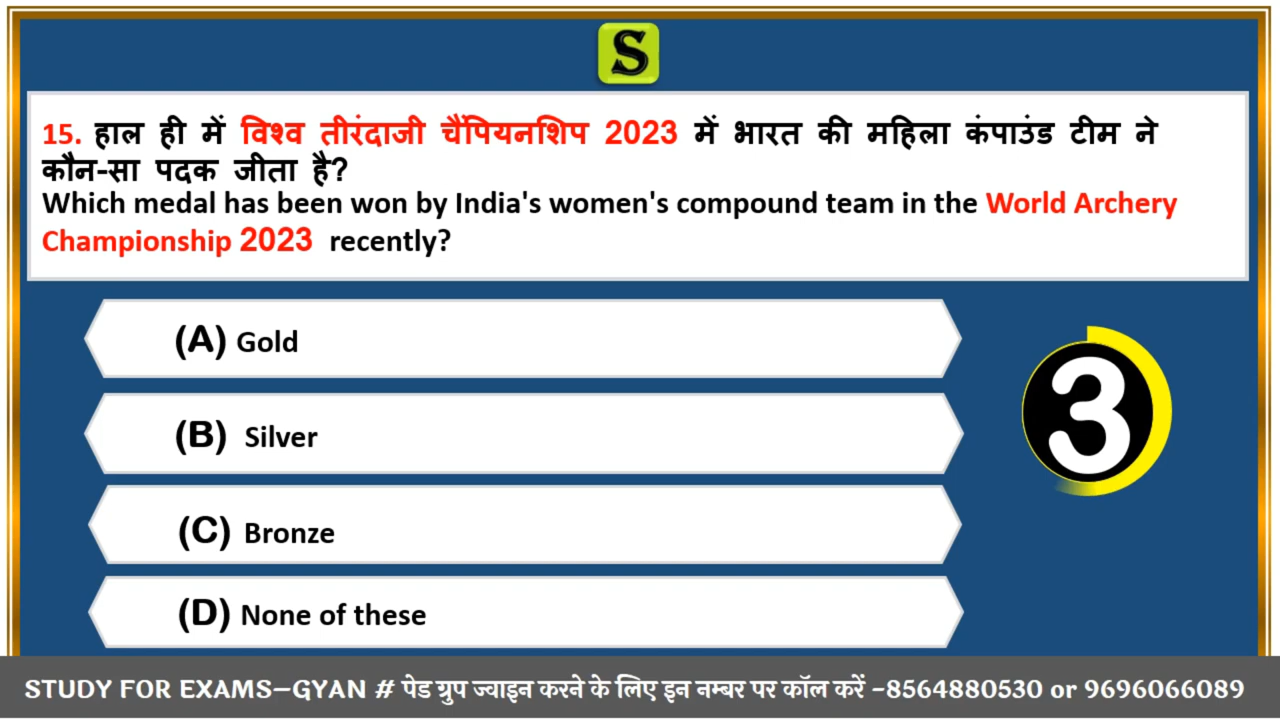 S
15. हाल ही में विश्व तीरंदाजी चैंपियनशिप 2023 में भारत की महिला कंपाउंड टीम ने
कौन-सा पदक जीता है?
Which medal has been won by India's women's compound team in the World Archery
Championship 2023 recently?
(A) Gold
(B) Silver
3
(C) Bronze
(D) None of these
STUDY FOR EXAMS–GYAN # पेड ग्रुप ज्वाइन करने के लिए इन नम्बर पर कॉल करें –8564880530 or 9696066089